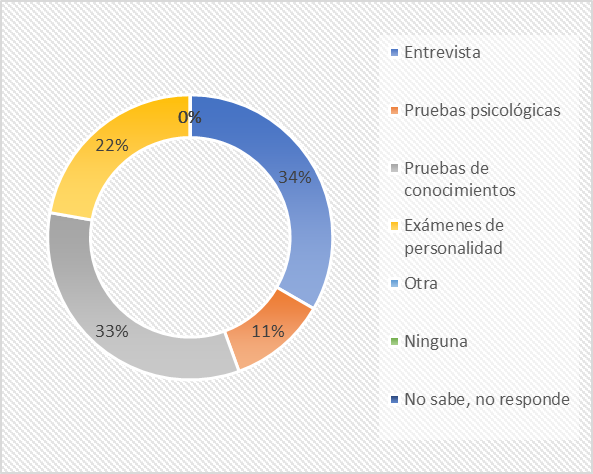 Entrevista
Pruebas psicológicas
Pruebas de
conocimientos
Exámenes de
personalidad
Otra
Ninguna
No sabe, no responde
0%
22%
34%
33%
11%